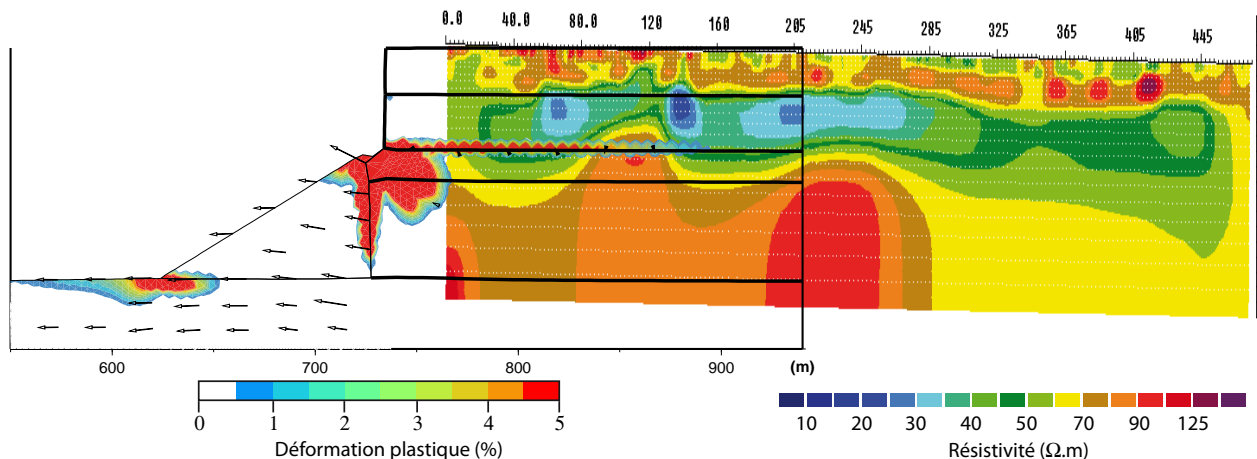 0.0 40.0 80.0 120 160 205 245 285 325 365 405 445
600 700 800 900 (m)
0 1 2 3 4 5
Déformation plastique (%)
10 20 30 40 50 70 90 125
Résistivité (Ω.m)